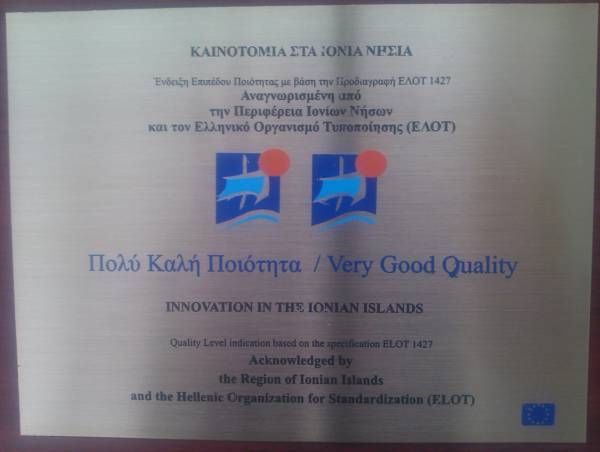 ΚΑΙΝΟΤΟΜΙΑ ΣΤΑ ΙΟΝΙΑ ΝΗΣΙΑ
Ένδειξη Επιπέδου Ποιότητας με βάση την Προδιαγραφή ΕΛΟΤ 1427
Αναγνωρισμένη από
την Περιφέρεια Ιονίων Νήσων
και τον Ελληνικό Οργανισμό Τυποποίησης (ΕΛΟΤ)
Πολύ Καλή Ποιότητα / Very Good Quality
INNOVATION IN THE IONIAN ISLANDS
Quality Level indication based on the specification ELOT 1427
Acknowledged by
the Region of Ionian Islands
and the Hellenic Organization for Standardization (ELOT)